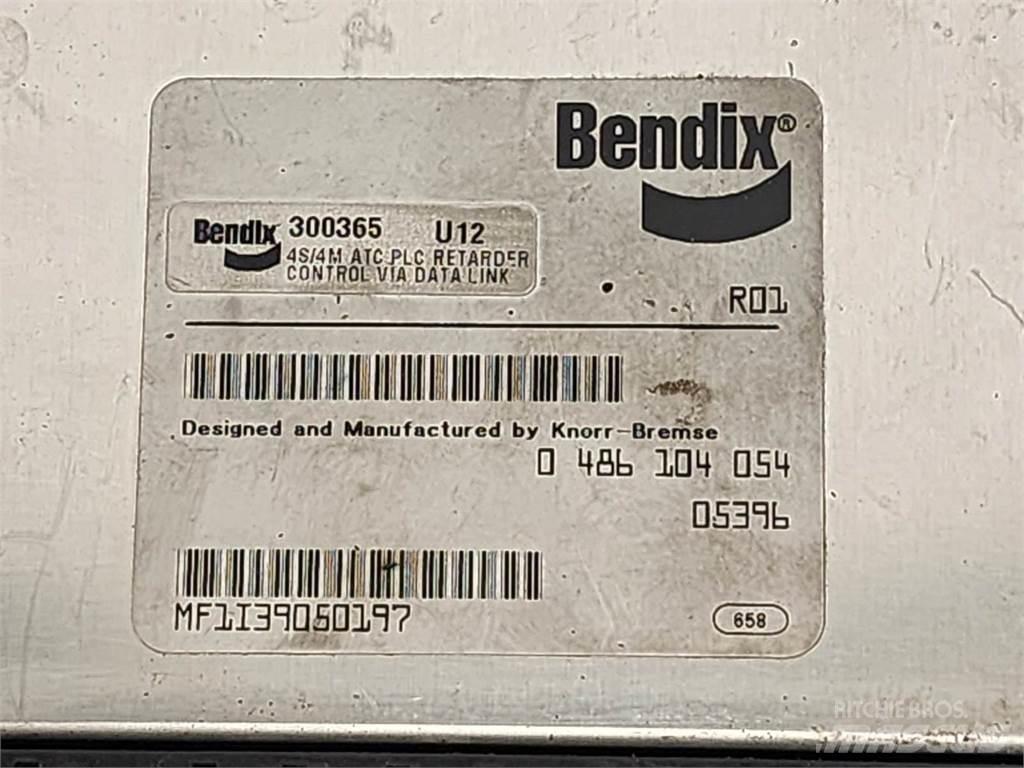 Bendix®
Bendix 300365 U12
4S/4M ATC PLC RETARDER
CONTROL VIA DATA LINK
R01
Designed and Manufactured by Knorr-Bremse
0 486 104 054
05396
MF1I39050197
658
RITCHIE BROS.